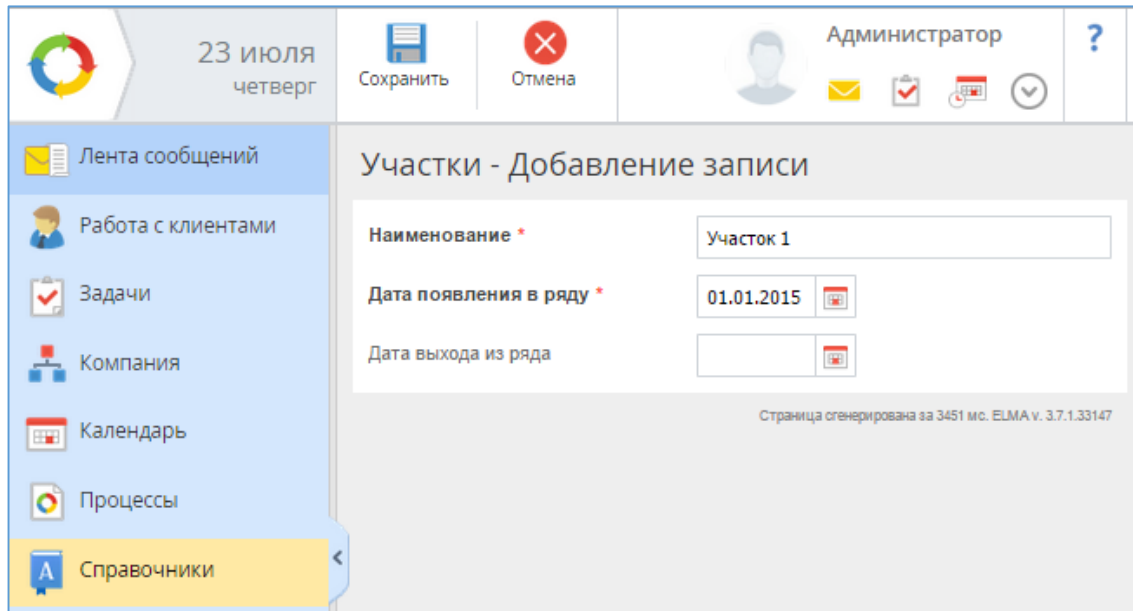 23 июля
четверг
Сохранить
Отмена
Администратор
?
Лента сообщений
Работа с клиентами
Задачи
Компания
Календарь
Процессы
Справочники
Участки - Добавление записи
Наименование *
Участок 1
Дата появления в ряду *
01.01.2015
Дата выхода из ряда
Страница сгенерирована за 3451 мс. ELMA v. 3.7.1.33147